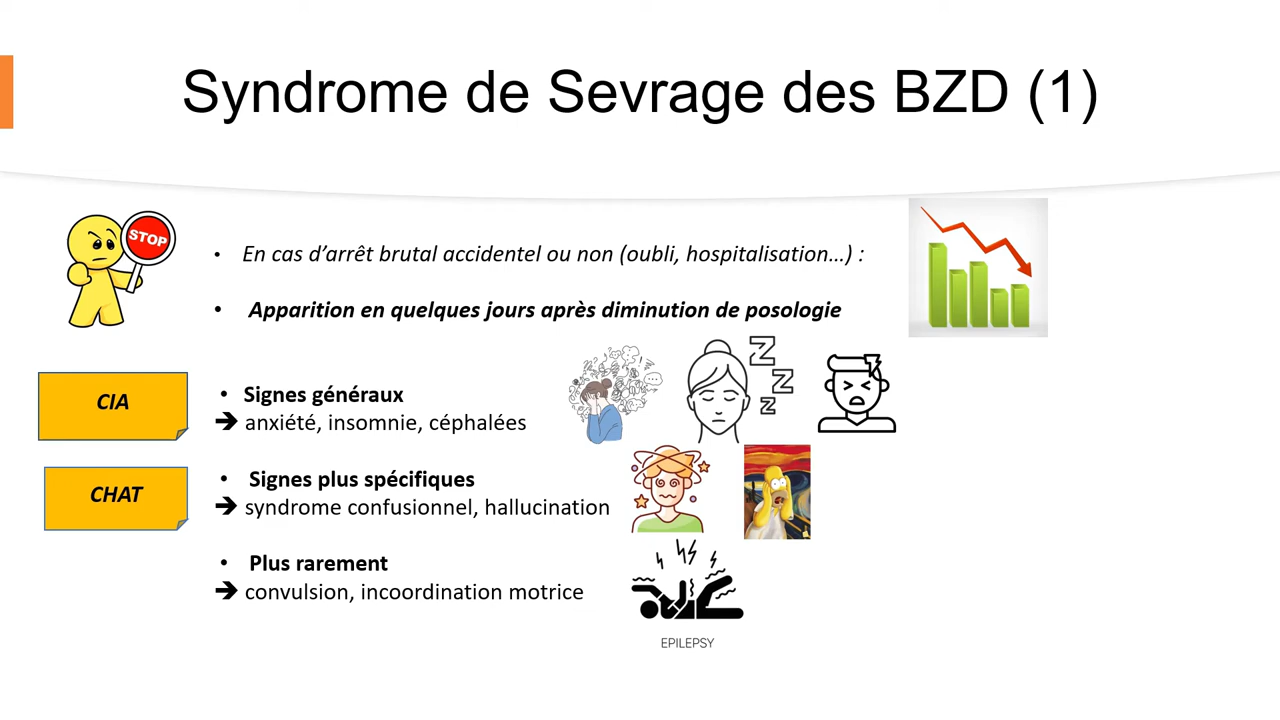 Syndrome de Sevrage des BZD (1)
STOP
• En cas d’arrêt brutal accidentel ou non (oubli, hospitalisation…) :
• Apparition en quelques jours après diminution de posologie
CIA
• Signes généraux
➔ anxiété, insomnie, céphalées
Z
Z
Z
CHAT
• Signes plus spécifiques
➔ syndrome confusionnel, hallucination
• Plus rarement
➔ convulsion, incoordination motrice
EPILEPSY